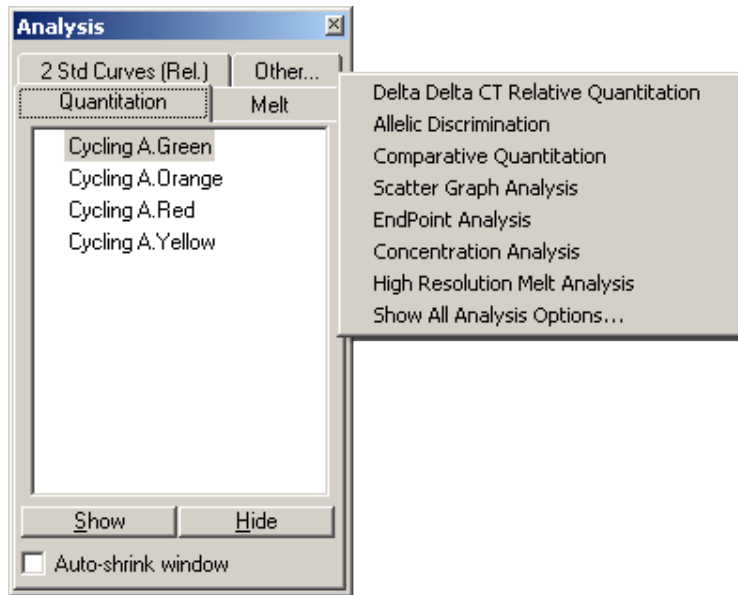 Analysis
2 Std Curves (Rel.) Other...
Quantitation Melt
Cycling A.Green
Cycling A.Orange
Cycling A.Red
Cycling A.Yellow
Show Hide
Auto-shrink window
Delta Delta CT Relative Quantitation
Allelic Discrimination
Comparative Quantitation
Scatter Graph Analysis
EndPoint Analysis
Concentration Analysis
High Resolution Melt Analysis
Show All Analysis Options...